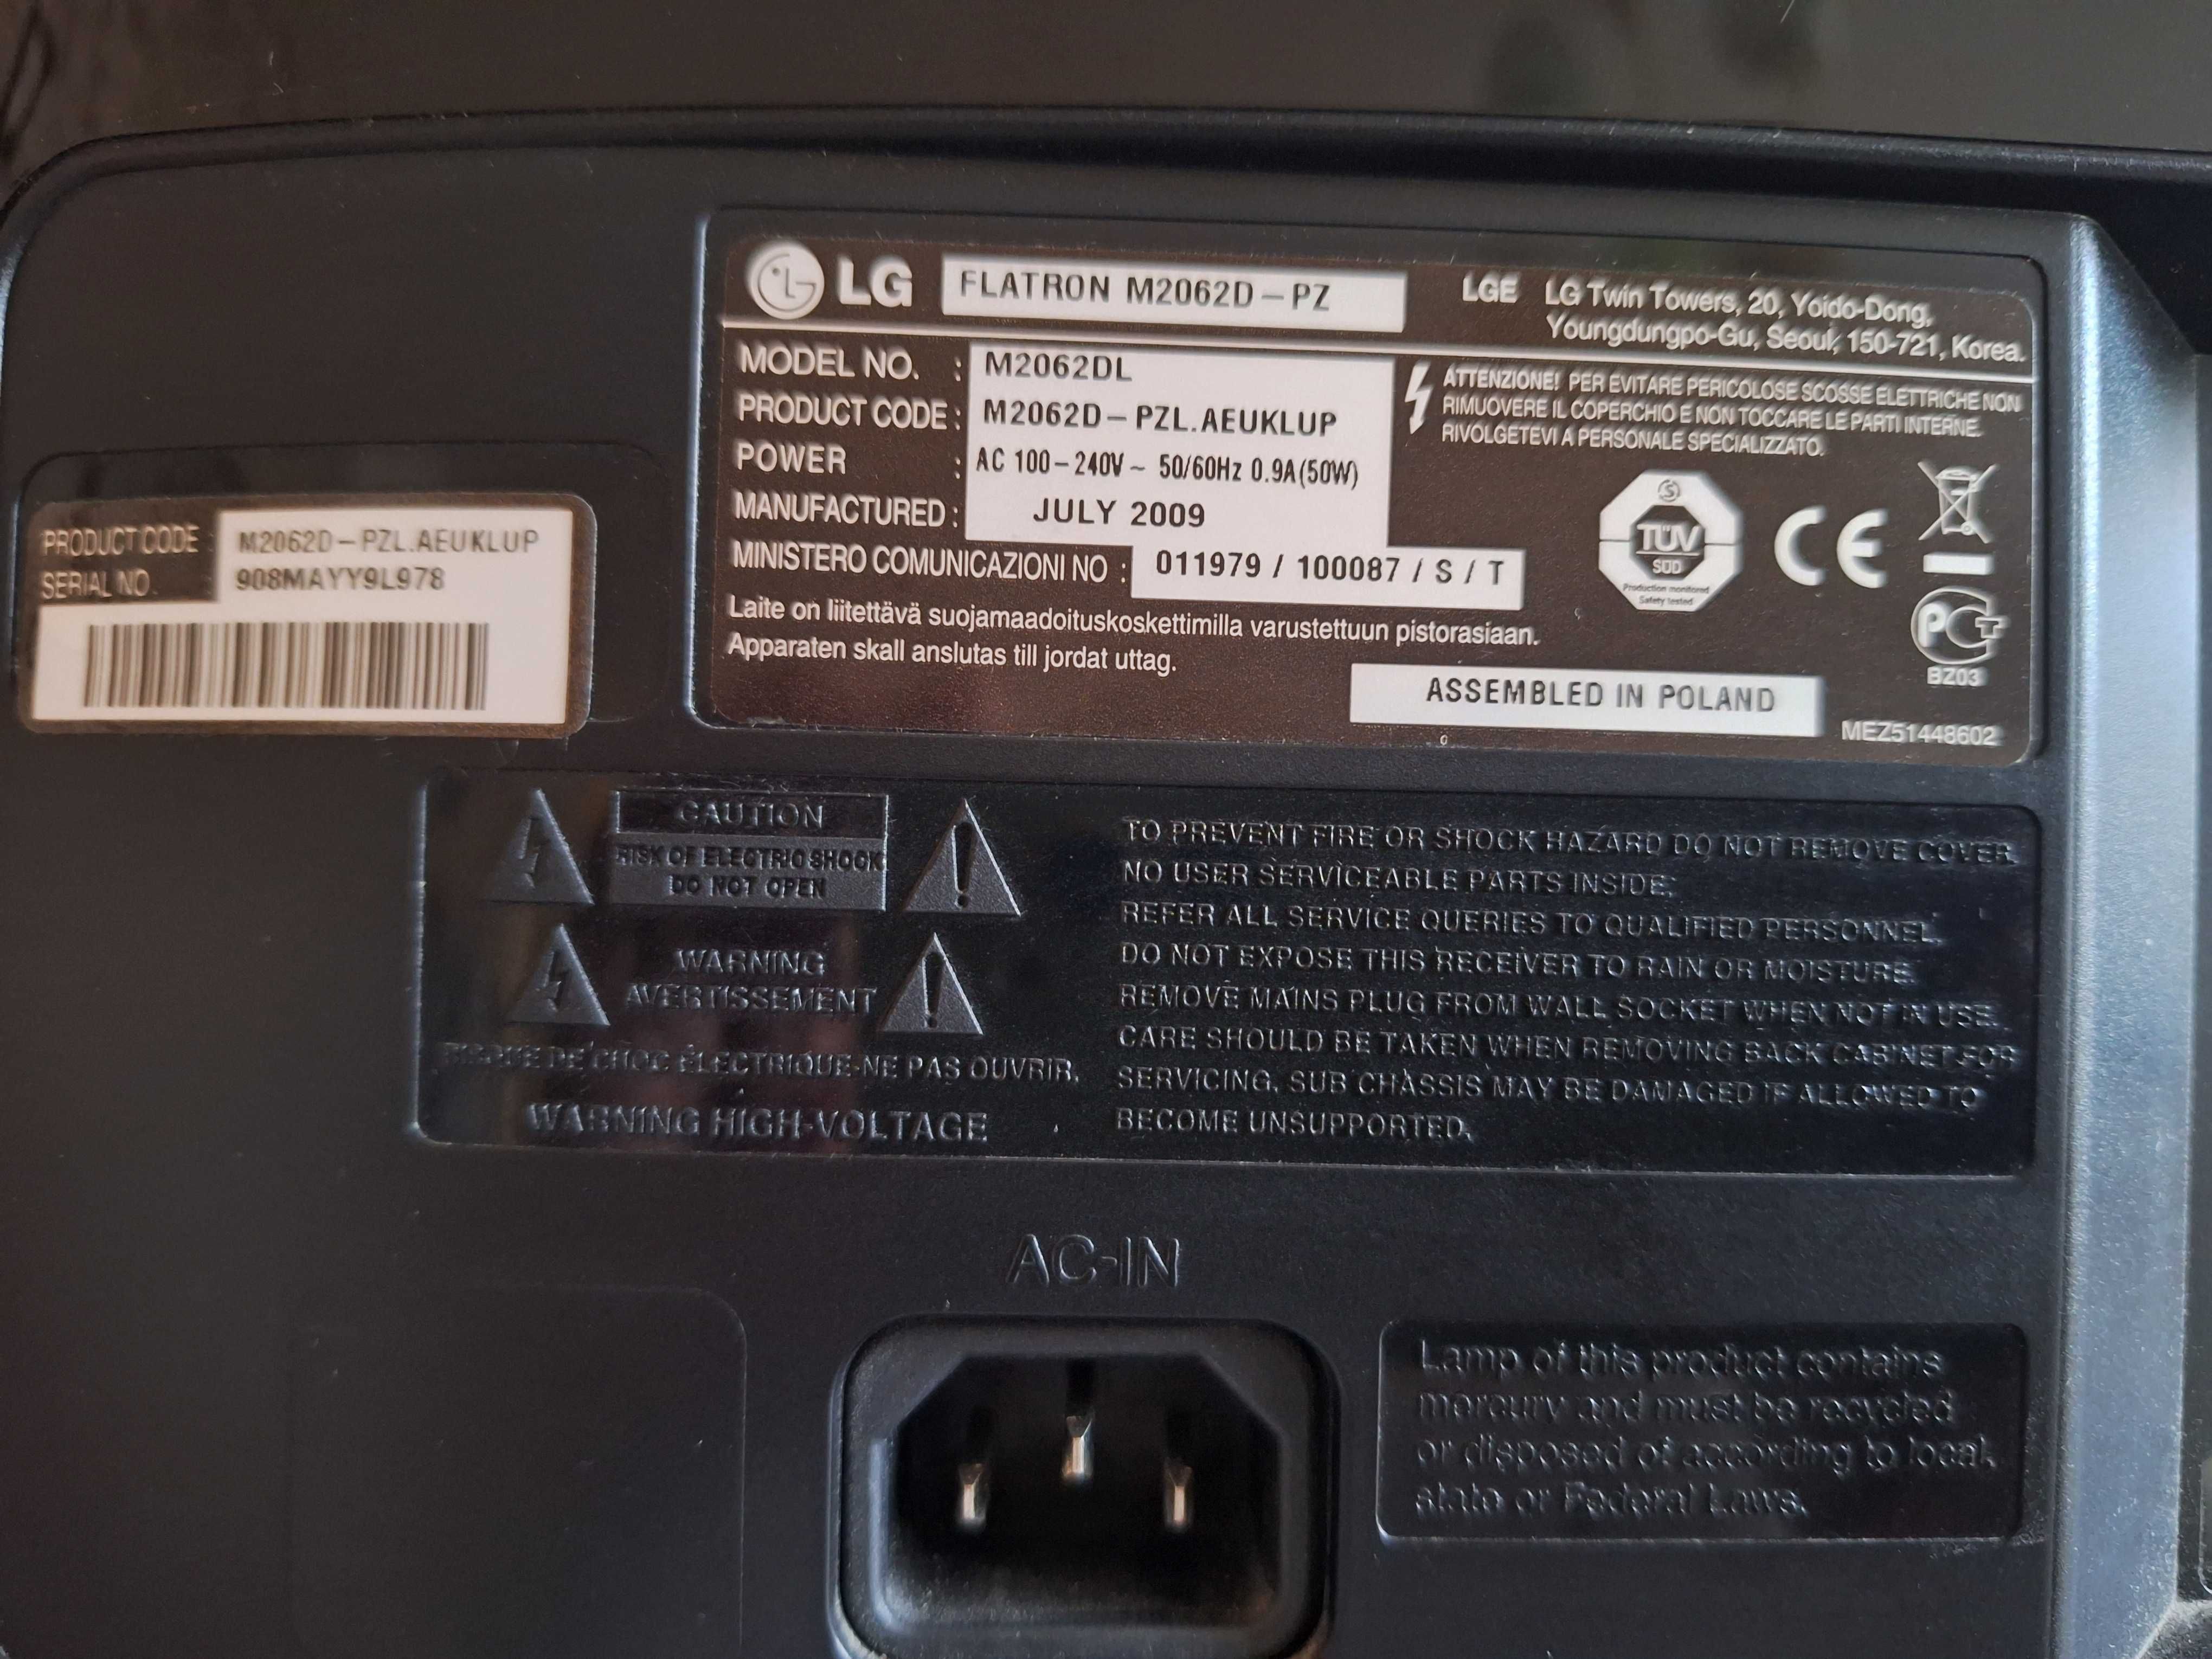 LG FLATRON M2062D-PZ
LGE LG Twin Towers, 20, Yoido-Dong,
Youngdungpo-Gu, Seoul, 150-721, Korea.
MODEL NO. : M2062DL
PRODUCT CODE : M2062D-PZL.AEUKLUP
POWER : AC 100-240V ~ 50/60Hz 0.9A(50W)
MANUFACTURED : JULY 2009
MINISTERO COMUNICAZIONI NO : 011979 / 100087 / S / T
ATTENZIONE! PER EVITARE PERICOLOSE SCOSSE ELETTRICHE NON
RIMUOVERE IL COPERCHIO E NON TOCCARE LE PARTI INTERNE.
RIVOLGETEVI A PERSONALE SPECIALIZZATO.
S
TÜV
SÜD
Production monitored
Safety tested
CE
PCT
BZ03
Laite on liitettävä suojamaadoituskoskettimilla varustettuun pistorasiaan.
Apparaten skall anslutas till jordat uttag.
ASSEMBLED IN POLAND
MEZ51448602
PRODUCT CODE : M2062D-PZL.AEUKLUP
SERIAL NO. 908MAYY9L978
CAUTION
RISK OF ELECTRIC SHOCK
DO NOT OPEN
WARNING
AVERTISSEMENT
RISQUE DE CHOC ÉLECTRIQUE-NE PAS OUVRIR.
WARNING HIGH-VOLTAGE
TO PREVENT FIRE OR SHOCK HAZARD DO NOT REMOVE COVER.
NO USER SERVICEABLE PARTS INSIDE.
REFER ALL SERVICE QUERIES TO QUALIFIED PERSONNEL.
DO NOT EXPOSE THIS RECEIVER TO RAIN OR MOISTURE.
REMOVE MAINS PLUG FROM WALL SOCKET WHEN NOT IN USE.
CARE SHOULD BE TAKEN WHEN REMOVING BACK CABINET FOR
SERVICING. SUB CHASSIS MAY BE DAMAGED IF ALLOWED TO
BECOME UNSUPPORTED.
AC-IN
Lamp of this product contains
mercury and must be recycled
or disposed of according to local,
state or Federal Laws.